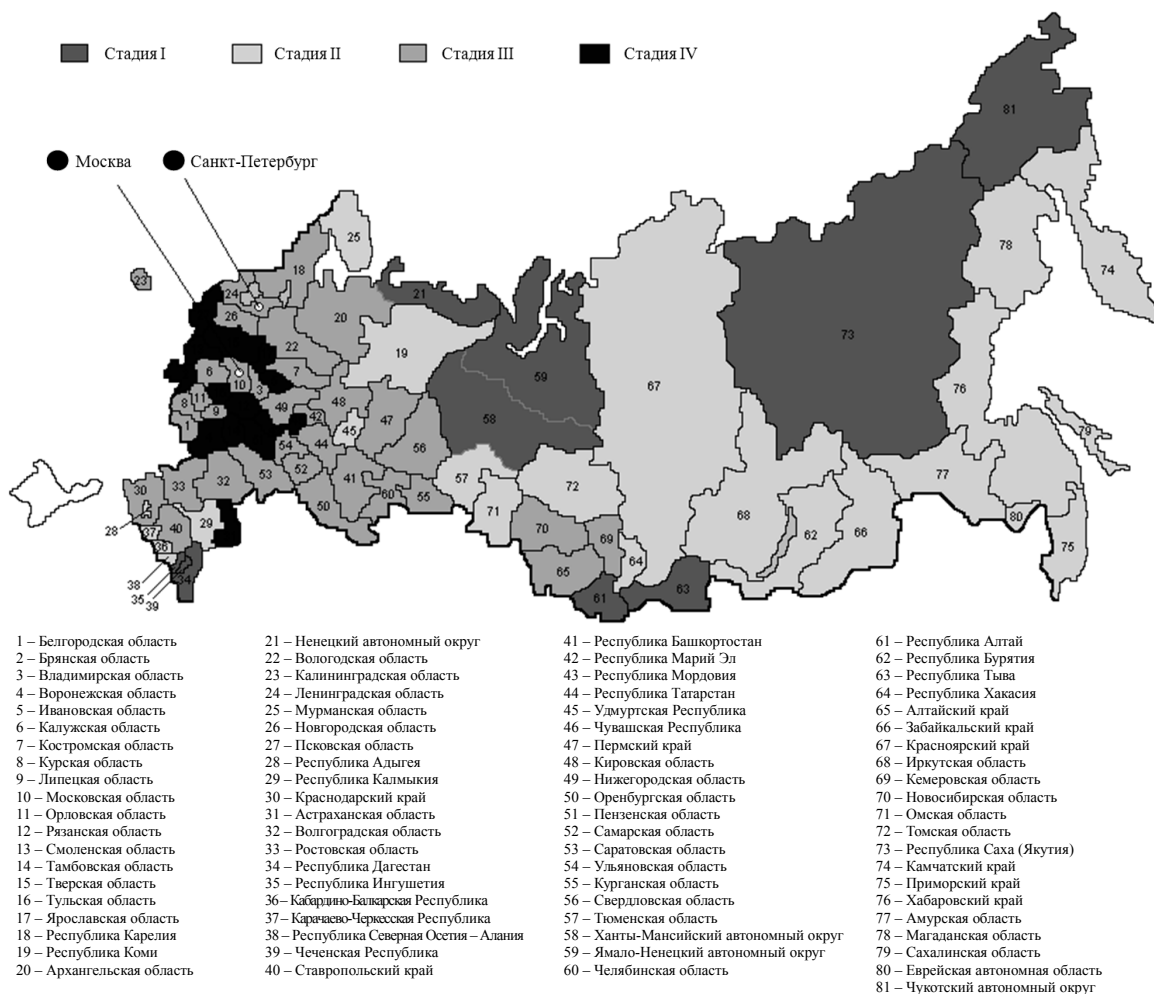 Стадия I
Стадия II
Стадия III
Стадия IV
Москва
Санкт-Петербург
81
25
18
78
74
23
21
24
26
20
73
22
19
59
67
6
7
10
3
76
11
8
9
49
48
42
47
58
1
45
79
54
44
56
53
52
41
57
77
30
33
32
50
60
55
72
71
68
62
66
80
75
28
29
40
37
36
70
69
64
65
61
63
34
38
35
39
1 – Белгородская область
2 – Брянская область
3 – Владимирская область
4 – Воронежская область
5 – Ивановская область
6 – Калужская область
7 – Костромская область
8 – Курская область
9 – Липецкая область
10 – Московская область
11 – Орловская область
12 – Рязанская область
13 – Смоленская область
14 – Тамбовская область
15 – Тверская область
16 – Тульская область
17 – Ярославская область
18 – Республика Карелия
19 – Республика Коми
20 – Архангельская область
21 – Ненецкий автономный округ
22 – Вологодская область
23 – Калининградская область
24 – Ленинградская область
25 – Мурманская область
26 – Новгородская область
27 – Псковская область
28 – Республика Адыгея
29 – Республика Калмыкия
30 – Краснодарский край
31 – Астраханская область
32 – Волгоградская область
33 – Ростовская область
34 – Республика Дагестан
35 – Республика Ингушетия
36 – Кабардино-Балкарская Республика
37 – Карачаево-Черкесская Республика
38 – Республика Северная Осетия – Алания
39 – Чеченская Республика
40 – Ставропольский край
41 – Республика Башкортостан
42 – Республика Марий Эл
43 – Республика Мордовия
44 – Республика Татарстан
45 – Удмуртская Республика
46 – Чувашская Республика
47 – Пермский край
48 – Кировская область
49 – Нижегородская область
50 – Оренбургская область
51 – Пензенская область
52 – Самарская область
53 – Саратовская область
54 – Ульяновская область
55 – Курганская область
56 – Свердловская область
57 – Тюменская область
58 – Ханты-Мансийский автономный округ
59 – Ямало-Ненецкий автономный округ
60 – Челябинская область
61 – Республика Алтай
62 – Республика Бурятия
63 – Республика Тыва
64 – Республика Хакасия
65 – Алтайский край
66 – Забайкальский край
67 – Красноярский край
68 – Иркутская область
69 – Кемеровская область
70 – Новосибирская область
71 – Омская область
72 – Томская область
73 – Республика Саха (Якутия)
74 – Камчатский край
75 – Приморский край
76 – Хабаровский край
77 – Амурская область
78 – Магаданская область
79 – Сахалинская область
80 – Еврейская автономная область
81 – Чукотский автономный округ